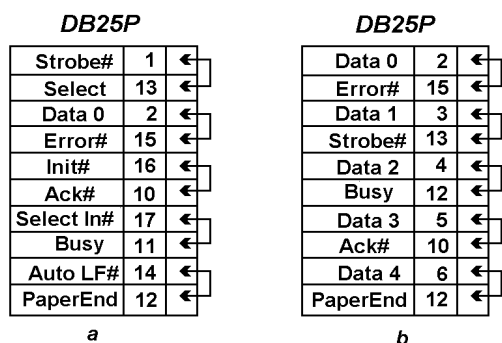 DB25P
Strobe# 1
Select 13
Data 0 2
Error# 15
Init# 16
Ack# 10
Select In# 17
Busy 11
Auto LF# 14
PaperEnd 12
a
DB25P
Data 0 2
Error# 15
Data 1 3
Strobe# 13
Data 2 4
Busy 12
Data 3 5
Ack# 10
Data 4 6
PaperEnd 12
b